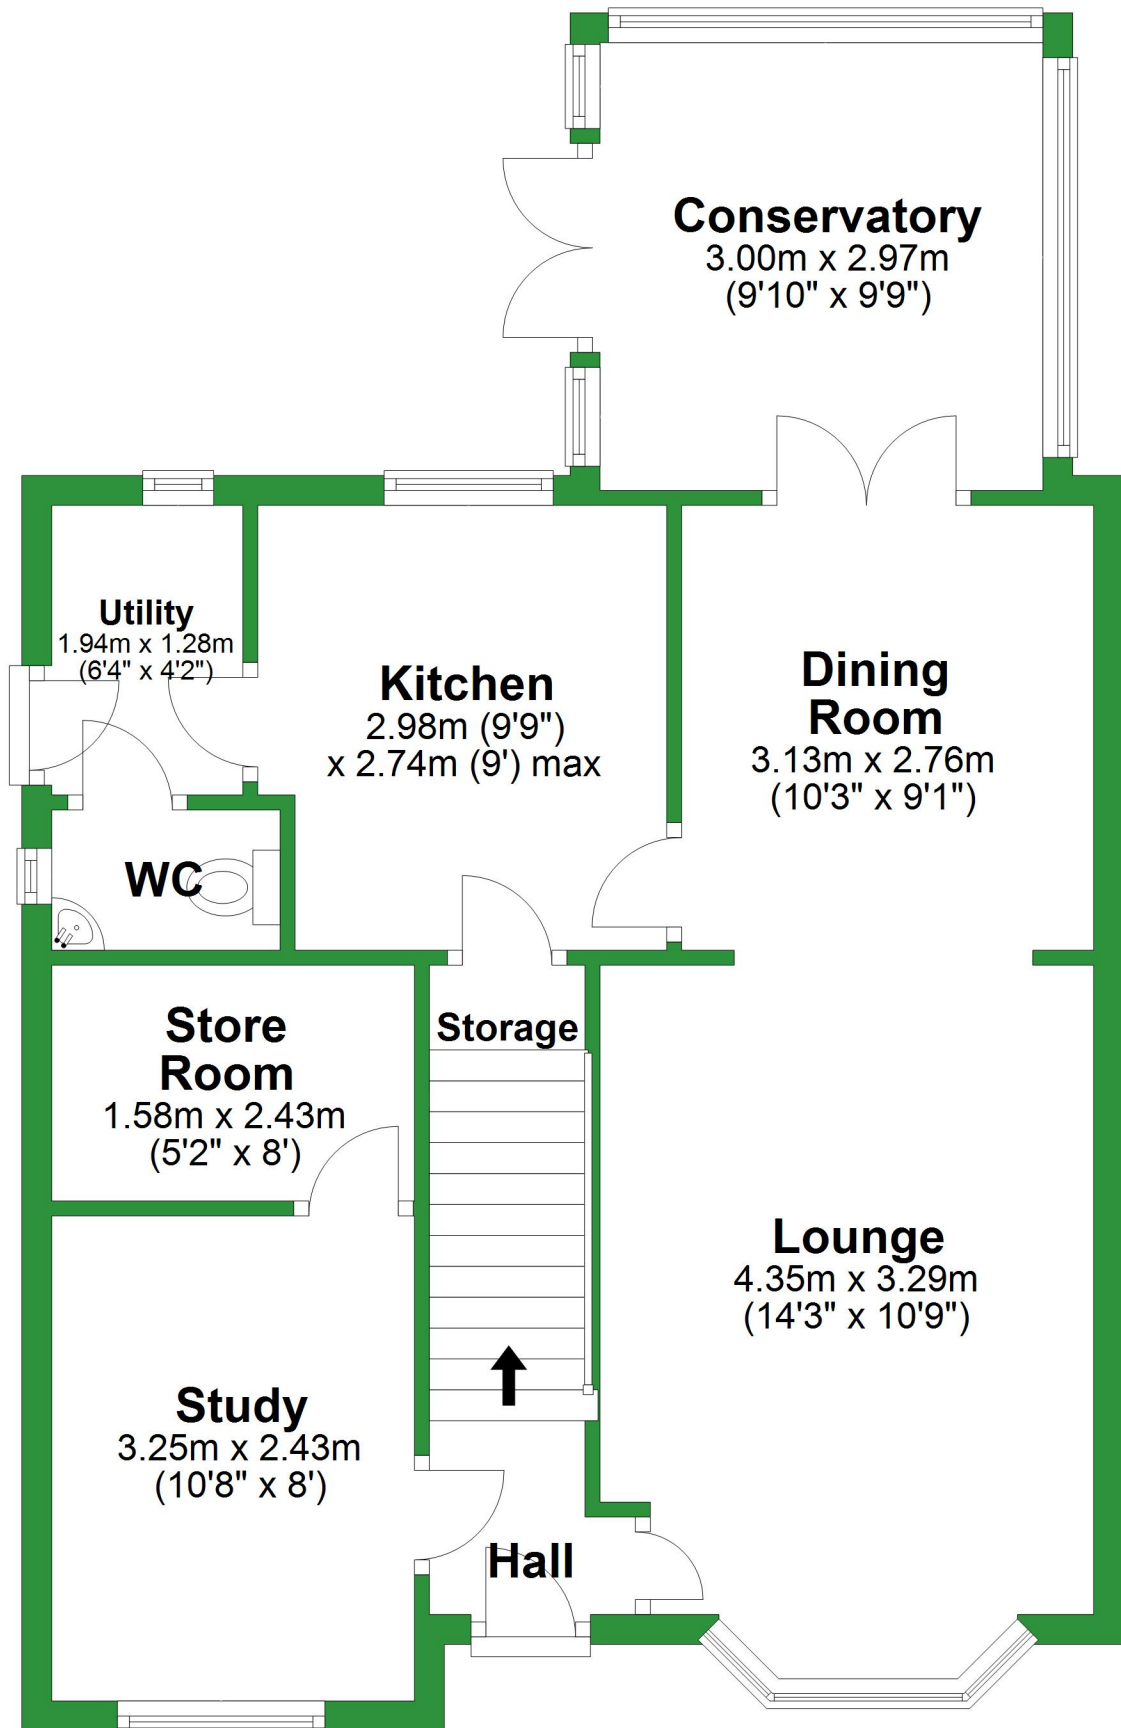 Conservatory
3.00m x 2.97m
(9'10" x 9'9")
Utility
1.94m x 1.28m
(6'4" x 4'2")
Kitchen
2.98m (9'9")
x 2.74m (9') max
Dining
Room
3.13m x 2.76m
(10'3" x 9'1")
WC
Store
Room
1.58m x 2.43m
(5'2" x 8')
Storage
Lounge
4.35m x 3.29m
(14'3" x 10'9")
Study
3.25m x 2.43m
(10'8" x 8')
Hall